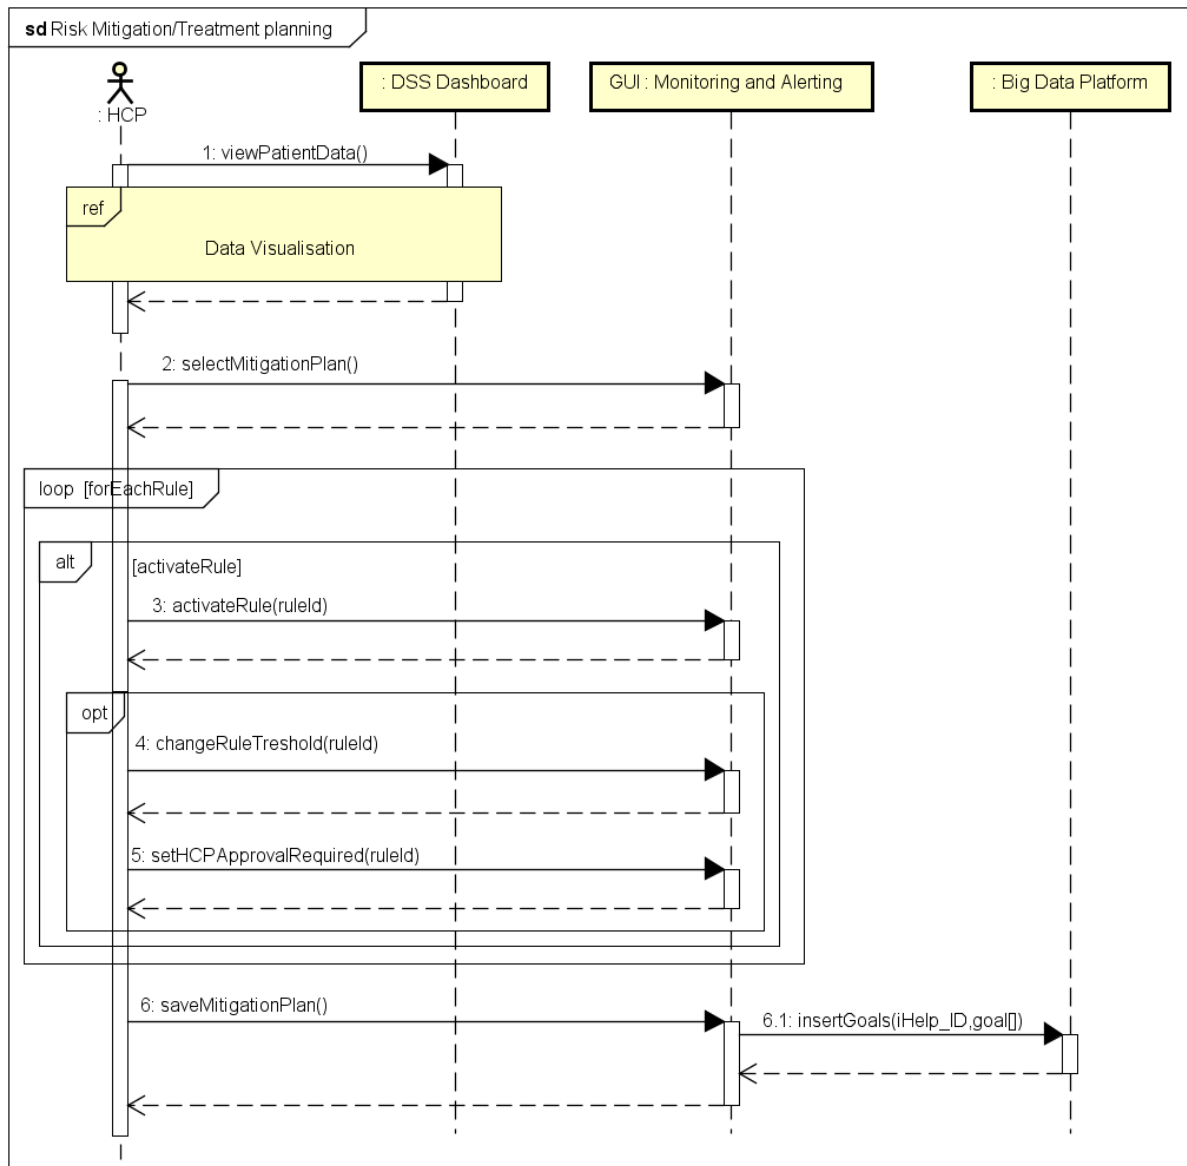 sd Risk Mitigation/Treatment planning
: HCP
: DSS Dashboard
GUI : Monitoring and Alerting
: Big Data Platform
1: viewPatientData()
ref
Data Visualisation
2: selectMitigationPlan()
loop [forEachRule]
alt
[activateRule]
3: activateRule(ruleId)
opt
4: changeRuleTreshold(ruleId)
5: setHCPApprovalRequired(ruleId)
6: saveMitigationPlan()
6.1: insertGoals(iHelp_ID,goal[])